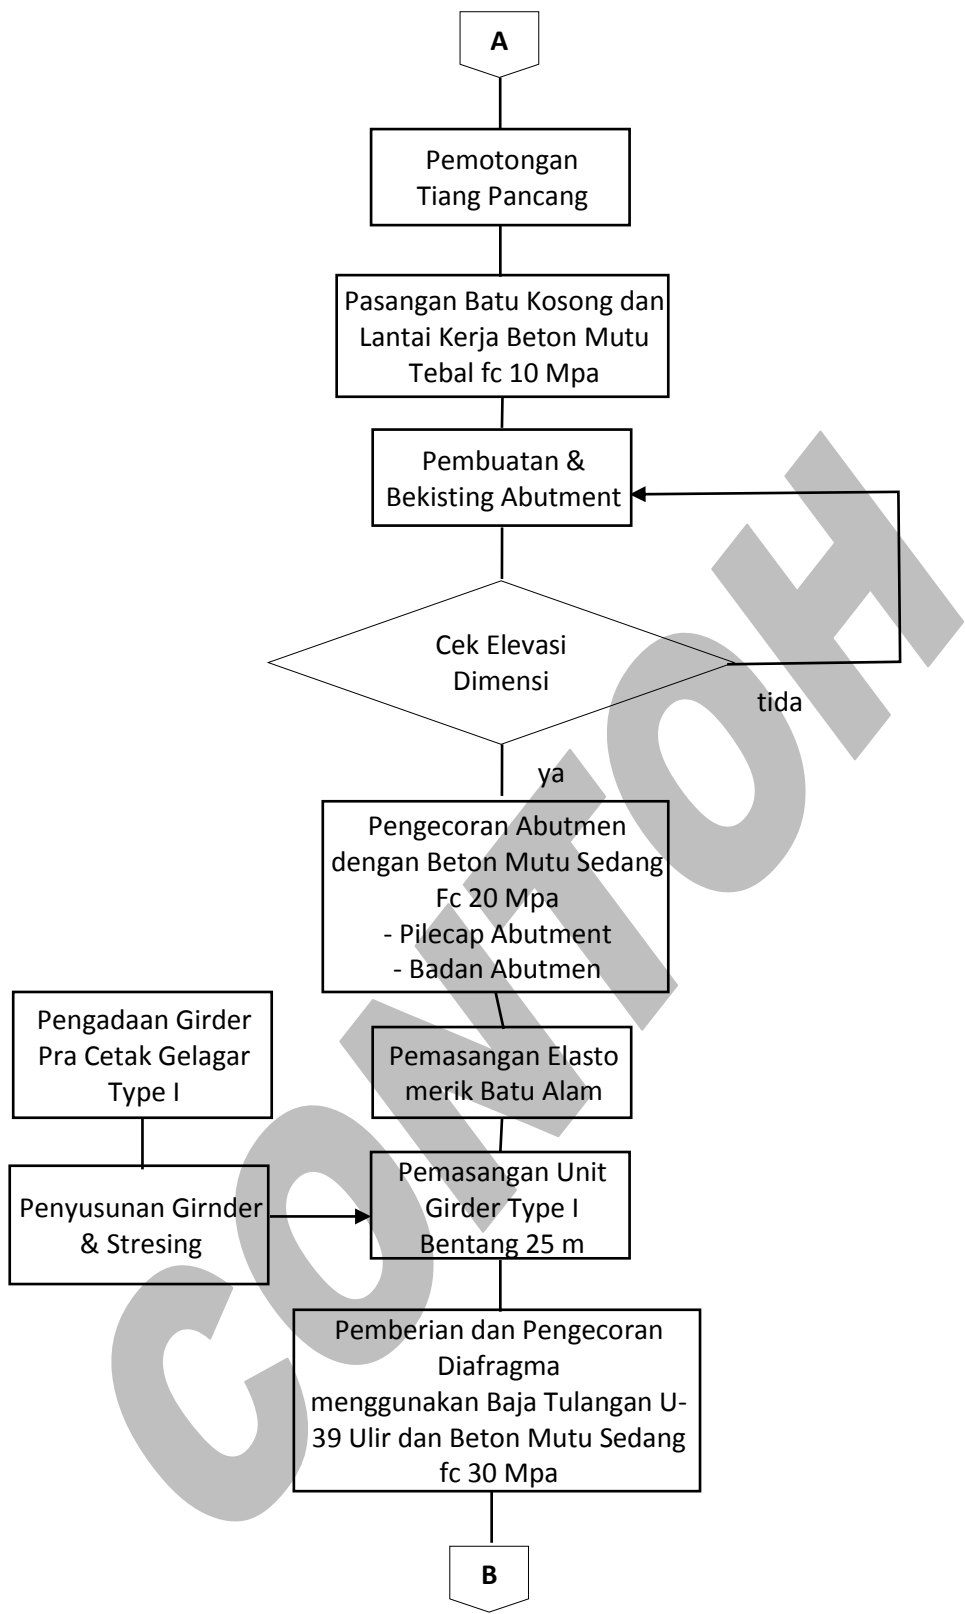 A
Pemotongan
Tiang Pancang
Pasangan Batu Kosong dan
Lantai Kerja Beton Mutu
Tebal fc 10 Mpa
Pembuatan &
Bekisting Abutment
Cek Elevasi
Dimensi
tida
ya
Pengecoran Abutmen
dengan Beton Mutu Sedang
Fc 20 Mpa
- Pilecap Abutment
- Badan Abutmen
Pengadaan Girder
Pra Cetak Gelagar
Type I
Pemasangan Elasto
merik Batu Alam
Penyusunan Girnder
& Stresing
Pemasangan Unit
Girder Type I
Bentang 25 m
Pemberian dan Pengecoran
Diafragma
menggunakan Baja Tulangan U-
39 Ulir dan Beton Mutu Sedang
fc 30 Mpa
B
CONTOH